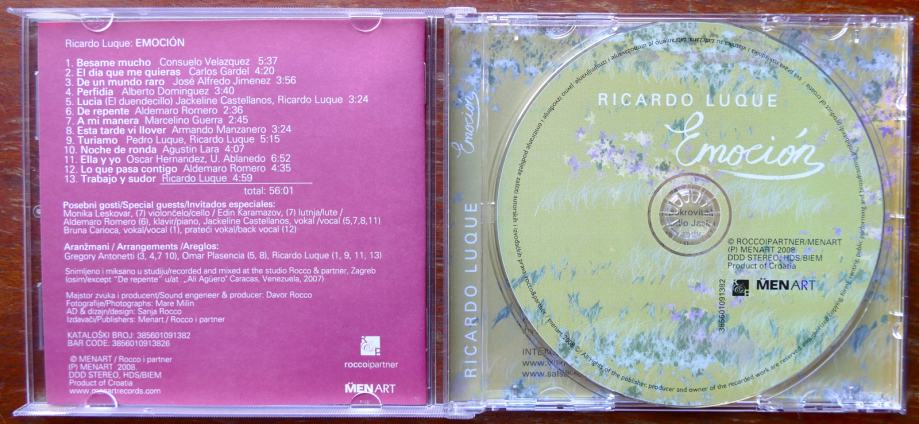 Ricardo Luque: EMOCIÓN
1. Besame mucho Consuelo Velazquez 5:37
2. El dia que me quieras Carlos Gardel 4:20
3. De un mundo raro José Alfredo Jimenez 3:56
4. Perfidia Alberto Dominguez 3:40
5. Lucia (El duendecillo) Jackeline Castellanos, Ricardo Luque 3:24
6. De repente Aldemaro Romero 2:36
7. A mi manera Marcelino Guerra 2:45
8. Esta tarde vi llover Armando Manzanero 3:24
9. Turiamo Pedro Luque, Ricardo Luque 5:15
10. Noche de ronda Agustin Lara 4:07
11. Ella y yo Oscar Hernandez, U. Ablanedo 6:52
12. Lo que pasa contigo Aldemaro Romero 4:35
13. Trabajo y sudor Ricardo Luque 4:59
total: 56:01
Posebni gosti/Special guests/Invitados especiales:
Monika Leskovar, (7) violončelo/cello / Edin Karamazov, (7) lutnja/lute /
Aldemaro Romero (6), klavir/piano, Jackeline Castellanos, vokal /vocal (5,7,8,11)
Bruna Carioca, vokal/vocal (1), prateći vokal/back vocal (12)
Aranžmani / Arrangements /Areglos:
Gregory Antonetti (3, 4,7 10), Omar Plasencia (5, 8), Ricardo Luque (1, 9, 11, 13)
Snimljeno i miksano u studiju/recorded and mixed at the studio Rocco & partner, Zagreb
(osim/except "De repente" u/at „Ali Agüero" Caracas, Venezuela, 2007)
Majstor zvuka i producent/Sound engeneer & producer: Davor Rocco
Fotografije/Photographs: Mare Milin
AD & dizajn/design: Sanja Rocco
Izdavači/Publishers: Menart / Rocco i partner
KATALOŠKI BROJ: 385601091382
BAR CODE: 3856010913826
© MENART / Rocco i partner
(P) MENART 2008.
DDD STEREO, HDS/BIEM
Product of Croatia
www.menartrecords.com
roccoipartner
MENART
Emoción
RICARDO LUQUE
RICARDO LUQUE
Emoción
© ROCCOIPARTNER/MENART
(P) MENART 2008.
DDD STEREO, HDS/BIEM
Product of Croatia
385601091382
MENART